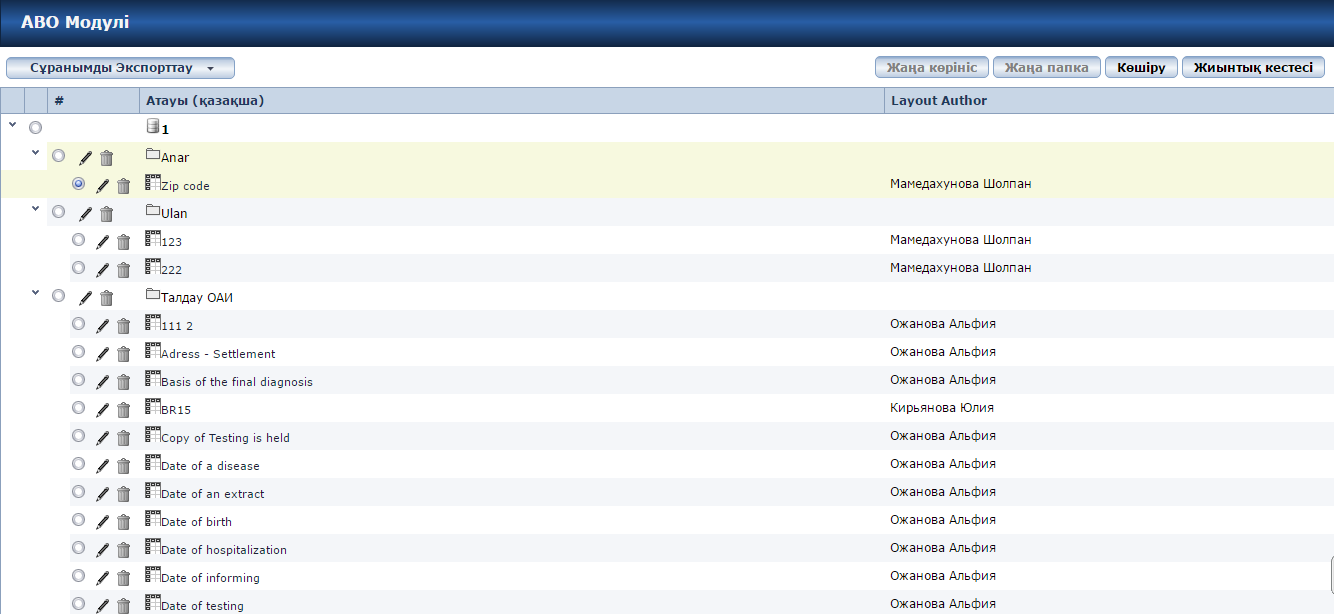 АВО Модулі
Сұранымды Экспорттау
Жаңа көрініс
Жаңа папка
Көшіру
Жиынтық кестесі
# Атауы (қазақша) Layout Author
1
Anar
Zip code Мамедахунова Шолпан
Ulan
123 Мамедахунова Шолпан
222 Мамедахунова Шолпан
Талдау ОАИ
111 2 Ожанова Альфия
Adress - Settlement Ожанова Альфия
Basis of the final diagnosis Ожанова Альфия
BR15 Кирьянова Юлия
Copy of Testing is held Ожанова Альфия
Date of a disease Ожанова Альфия
Date of an extract Ожанова Альфия
Date of birth Ожанова Альфия
Date of hospitalization Ожанова Альфия
Date of informing Ожанова Альфия
Date of testing Ожанова Альфия